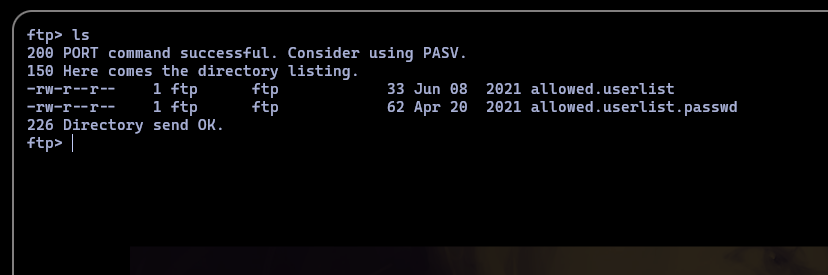 ftp> ls
200 PORT command successful. Consider using PASV.
150 Here comes the directory listing.
-rw-r--r--    1 ftp      ftp            33 Jun 08  2021 allowed.userlist
-rw-r--r--    1 ftp      ftp            62 Apr 20  2021 allowed.userlist.passwd
226 Directory send OK.
ftp>